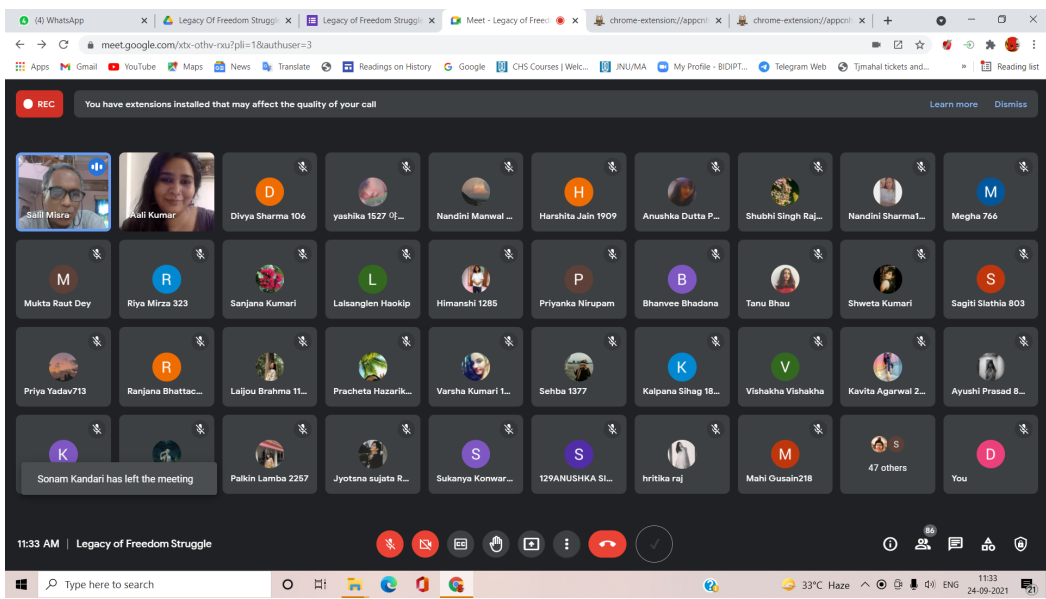 (4) WhatsApp
Legacy Of Freedom Struggl
Legacy of Freedom Struggle
Meet - Legacy of Freed
chrome-extension://appcnh
chrome-extension://appcnh
meet.google.com/xtx-othv-rxu?pli=1&authuser=3
Apps
Gmail
YouTube
Maps
News
Translate
Readings on History
Google
CHS Courses | Welc...
JNU/MA
My Profile - BIDIPT...
Telegram Web
Tjmahal tickets and...
Reading list
REC
You have extensions installed that may affect the quality of your call
Learn more
Dismiss
Salil Misra
Aali Kumar
D
Divya Sharma 106
yashika 1527 야...
Nandini Manwal ...
H
Harshita Jain 1909
Anushka Dutta P...
Shubhi Singh Raj...
Nandini Sharma1...
M
Megha 766
M
Mukta Raut Dey
R
Riya Mirza 323
Sanjana Kumari
L
Lalsanglen Haokip
Himanshi 1285
P
Priyanka Nirupam
B
Bhanvee Bhadana
Tanu Bhau
Shweta Kumari
S
Sagiti Slathia 803
Priya Yadav713
R
Ranjana Bhattac...
Laijou Brahma 11...
Pracheta Hazarik...
Varsha Kumari 1...
Sehba 1377
K
Kalpana Sihag 18...
V
Vishakha Vishakha
Kavita Agarwal 2...
Ayushi Prasad 8...
K
Sonam Kandari has left the meeting
Palkin Lamba 2257
Jyotsna sujata R...
S
Sukanya Konwar...
S
129ANUSHKA SI...
hritika raj
M
Mahi Gusain218
S
47 others
D
You
11:33 AM | Legacy of Freedom Struggle
86
Type here to search
33°C Haze
ENG
11:33
24-09-2021
21